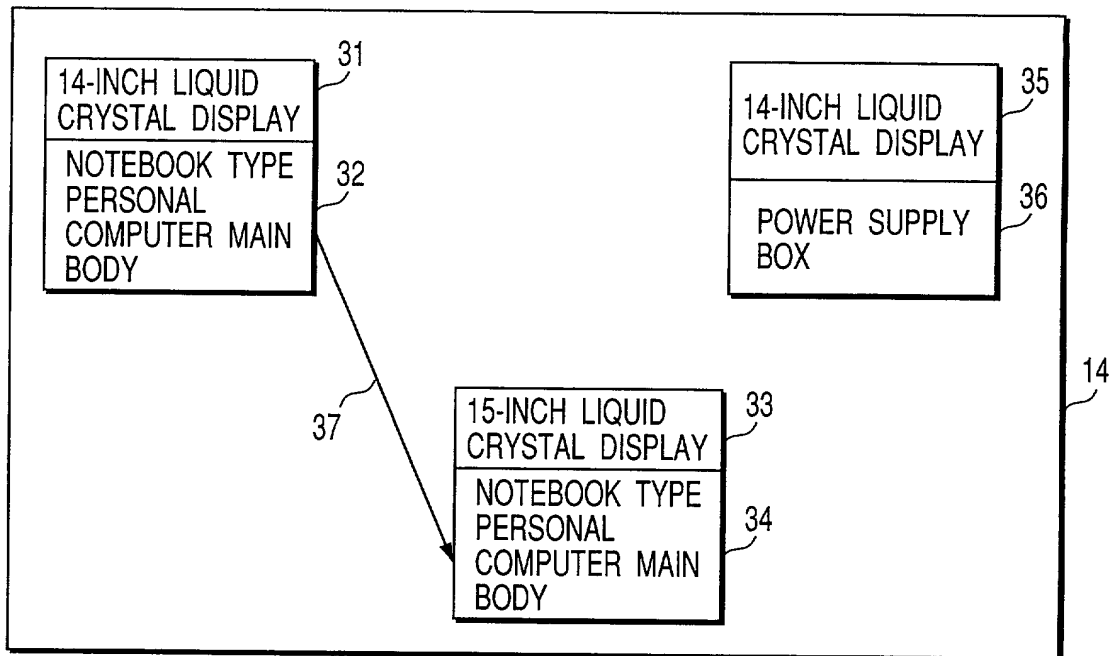 14-INCH LIQUID
CRYSTAL DISPLAY
31
NOTEBOOK TYPE
PERSONAL
COMPUTER MAIN
BODY
32
14-INCH LIQUID
CRYSTAL DISPLAY
35
POWER SUPPLY
BOX
36
37
14
15-INCH LIQUID
CRYSTAL DISPLAY
33
NOTEBOOK TYPE
PERSONAL
COMPUTER MAIN
BODY
34